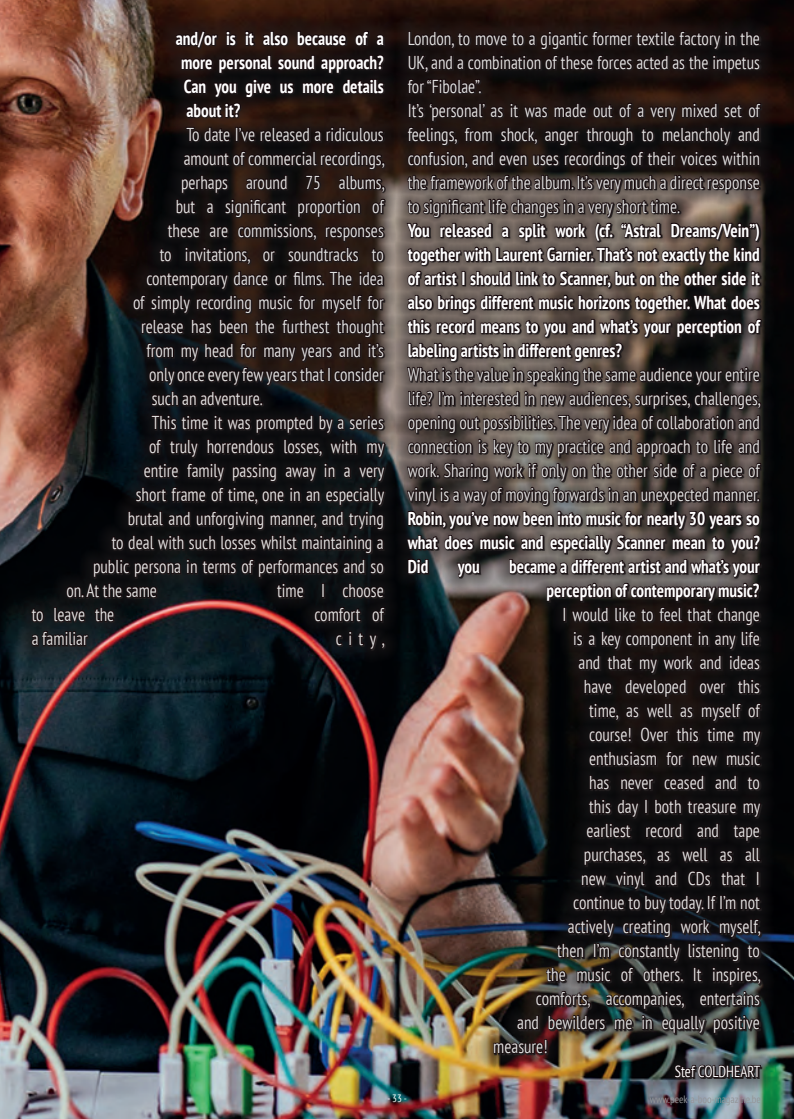 and/or is it also because of a
more personal sound approach?
Can you give us more details
about it?
To date I've released a ridiculous
amount of commercial recordings,
perhaps around 75 albums,
but a significant proportion of
these are commissions, responses
to invitations, or soundtracks to
contemporary dance or films. The idea
of simply recording music for myself for
release has been the furthest thought
from my head for many years and it's
only once every few years that I consider
such an adventure.
This time it was prompted by a series
of truly horrendous losses, with my
entire family passing away in a very
short frame of time, one in an especially
brutal and unforgiving manner, and trying
to deal with such losses whilst maintaining a
public persona in terms of performances and so
on. At the same time I choose
to leave the comfort of
a familiar city,
London, to move to a gigantic former textile factory in the
UK, and a combination of these forces acted as the impetus
for “Fibolae”.
It's ‘personal’ as it was made out of a very mixed set of
feelings, from shock, anger through to melancholy and
confusion, and even uses recordings of their voices within
the framework of the album. It's very much a direct response
to significant life changes in a very short time.
You released a split work (cf. “Astral Dreams/Vein”)
together with Laurent Garnier. That's not exactly the kind
of artist I should link to Scanner, but on the other side it
also brings different music horizons together. What does
this record means to you and what's your perception of
labeling artists in different genres?
What is the value in speaking the same audience your entire
life? I'm interested in new audiences, surprises, challenges,
opening out possibilities. The very idea of collaboration and
connection is key to my practice and approach to life and
work. Sharing work if only on the other side of a piece of
vinyl is a way of moving forwards in an unexpected manner.
Robin, you've now been into music for nearly 30 years so
what does music and especially Scanner mean to you?
Did you became a different artist and what's your
perception of contemporary music?
I would like to feel that change
is a key component in any life
and that my work and ideas
have developed over this
time, as well as myself of
course! Over this time my
enthusiasm for new music
has never ceased and to
this day I both treasure my
earliest record and tape
purchases, as well as all
new vinyl and CDs that I
continue to buy today. If I'm not
actively creating work myself,
then I'm constantly listening to
the music of others. It inspires,
comforts, accompanies, entertains
and bewilders me in equally positive
measure!
Stef COLDHEART
- 33 -